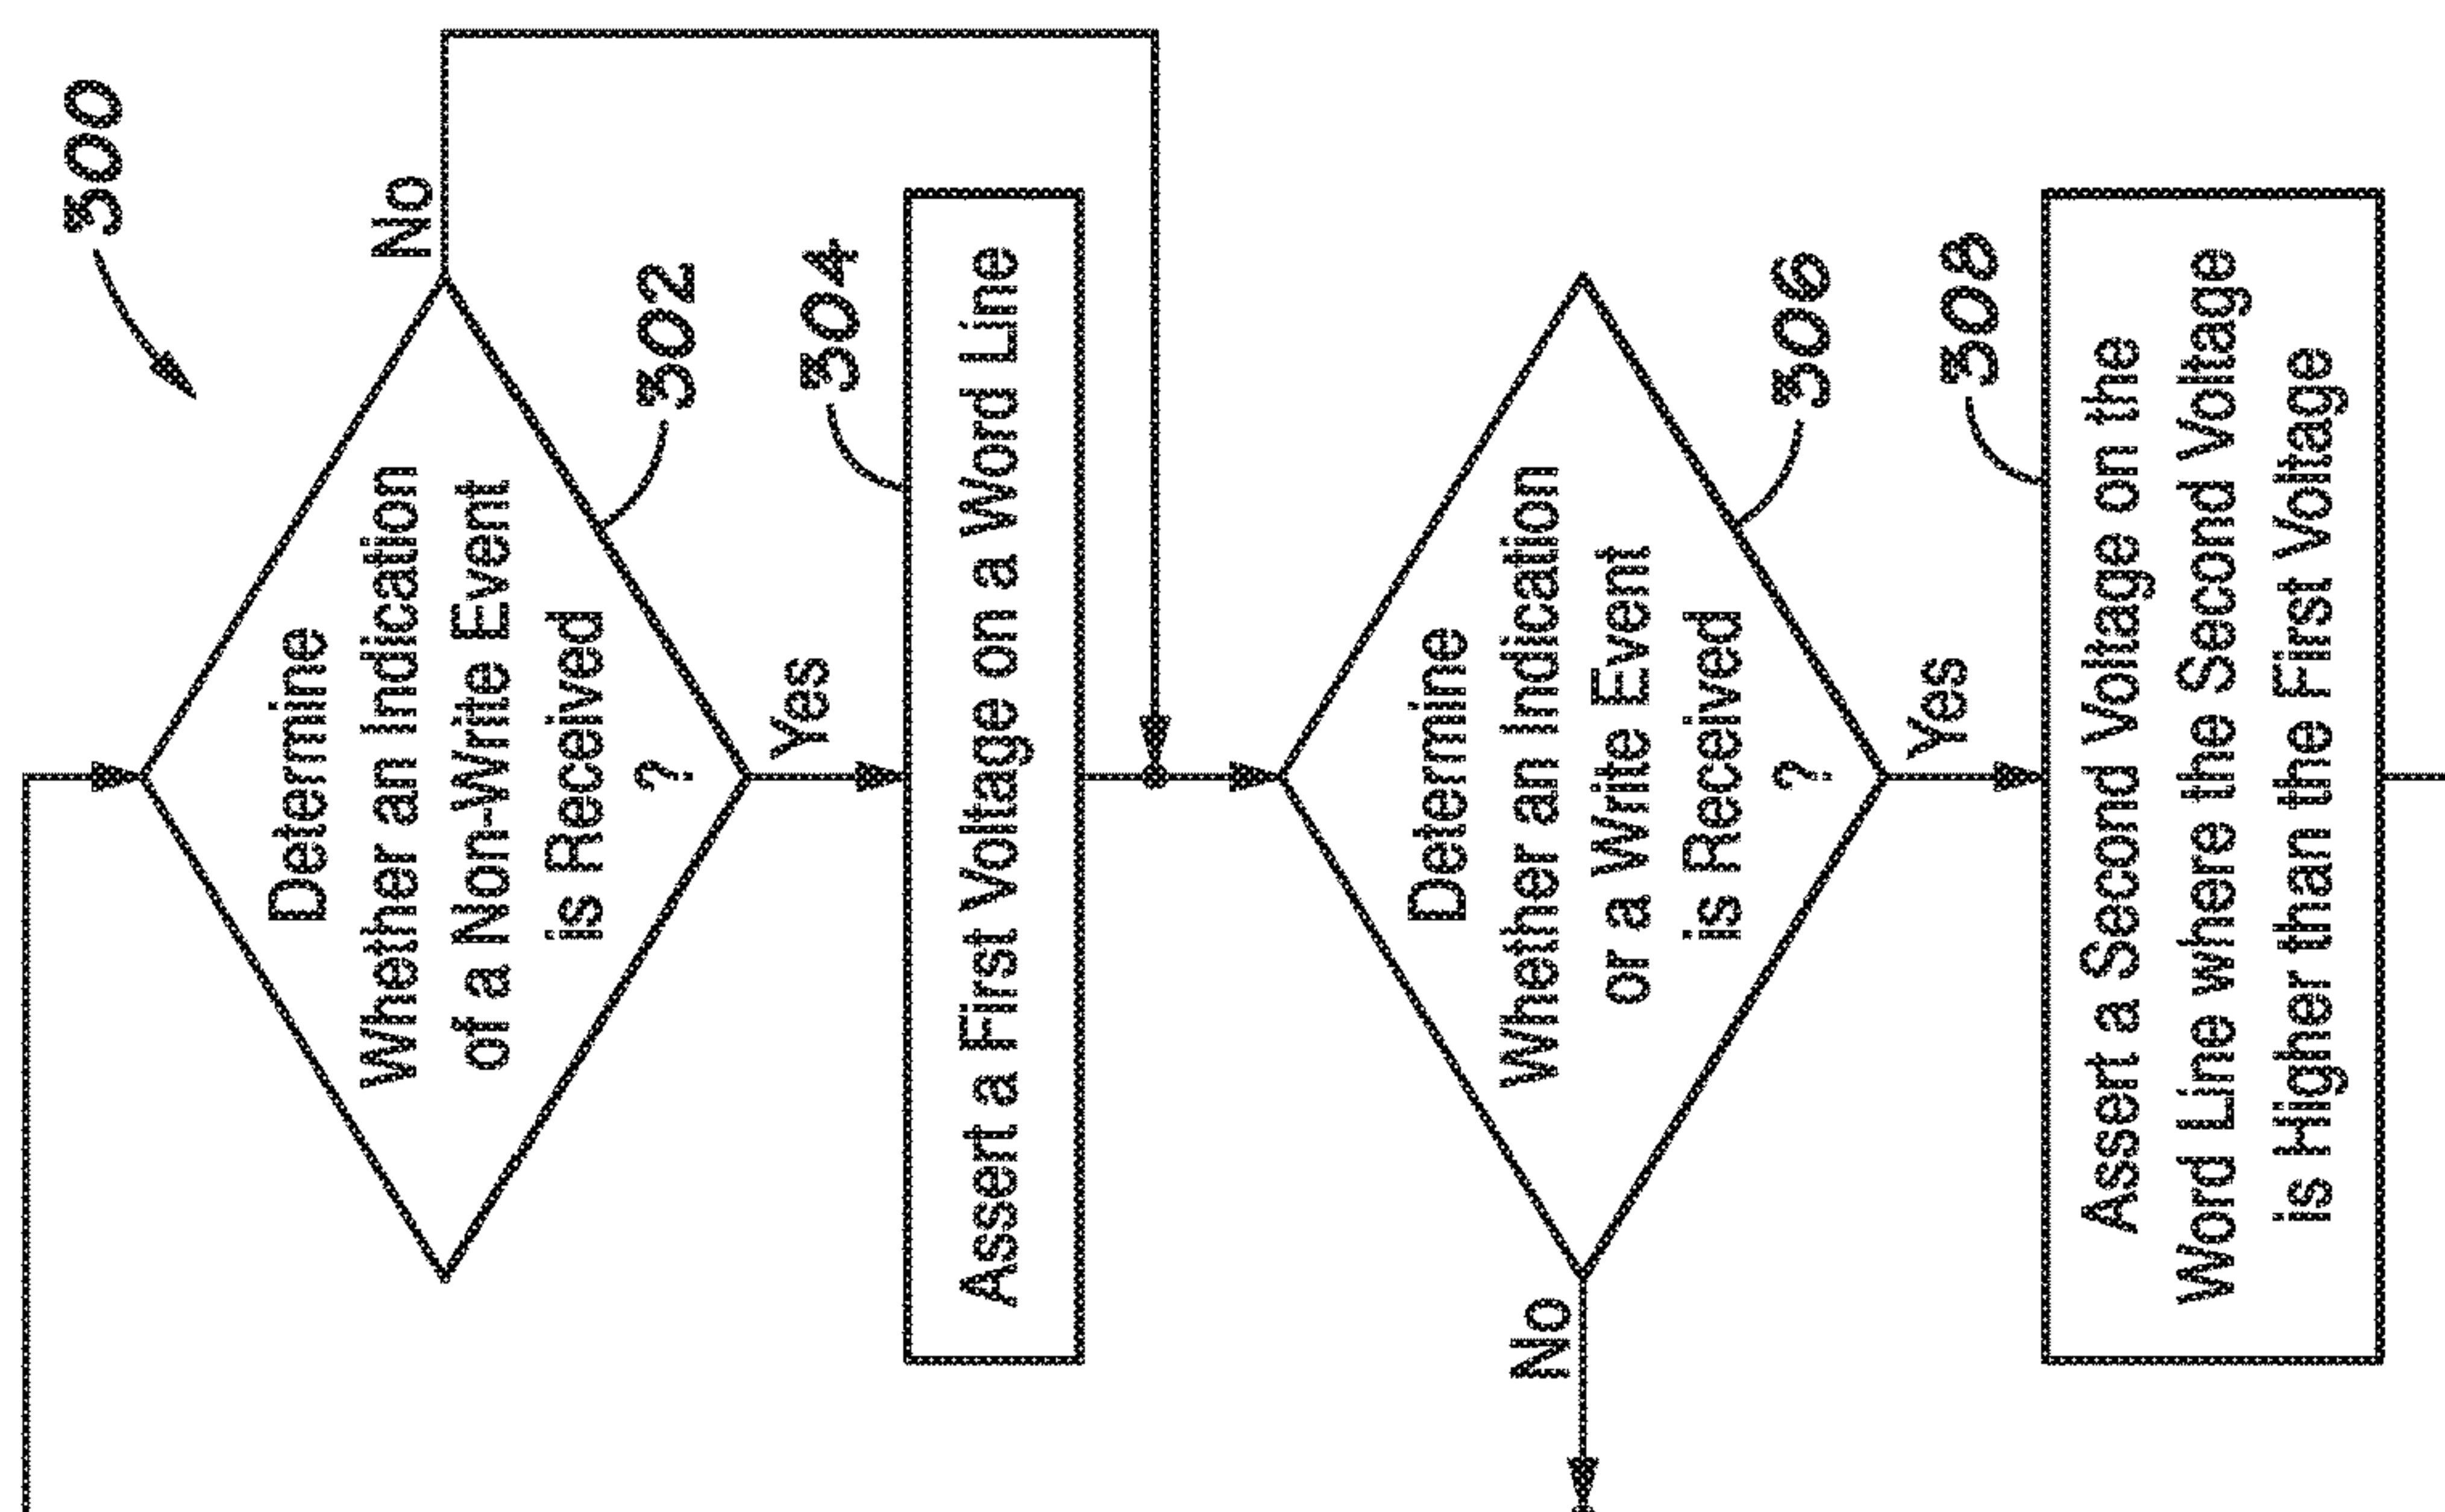 300
Determine
Whether an Indication
of a Non-Write Event
is Received
?
No
302
Yes
304
Assert a First Voltage on a Word Line
Determine
Whether an Indication
or a Write Event
is Received
?
No
306
Yes
308
Assert a Second Voltage on the
Word Line where the Second Voltage
is Higher than the First Voltage